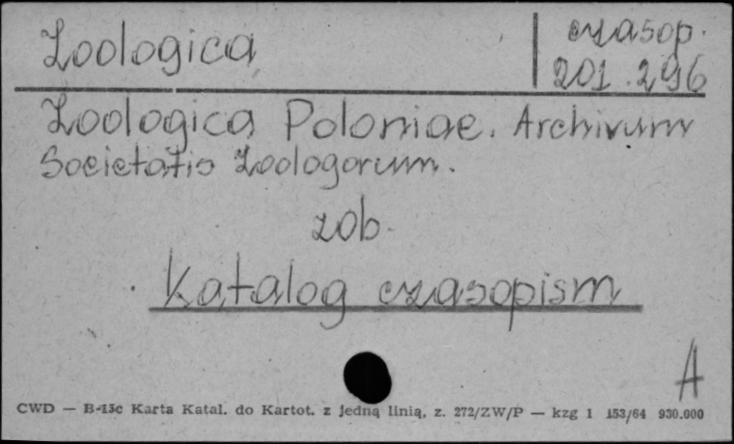 Zoologica
czasop.
201.296
Zoologica Poloniae. Archivum
Societatis Zoologorum.
zob.
Katalog czasopism
A
CWD — B-13c Karta Katal. do Kartot. z jedną linią, z. 272/ZW/P — kzg 1 153/64 930.000